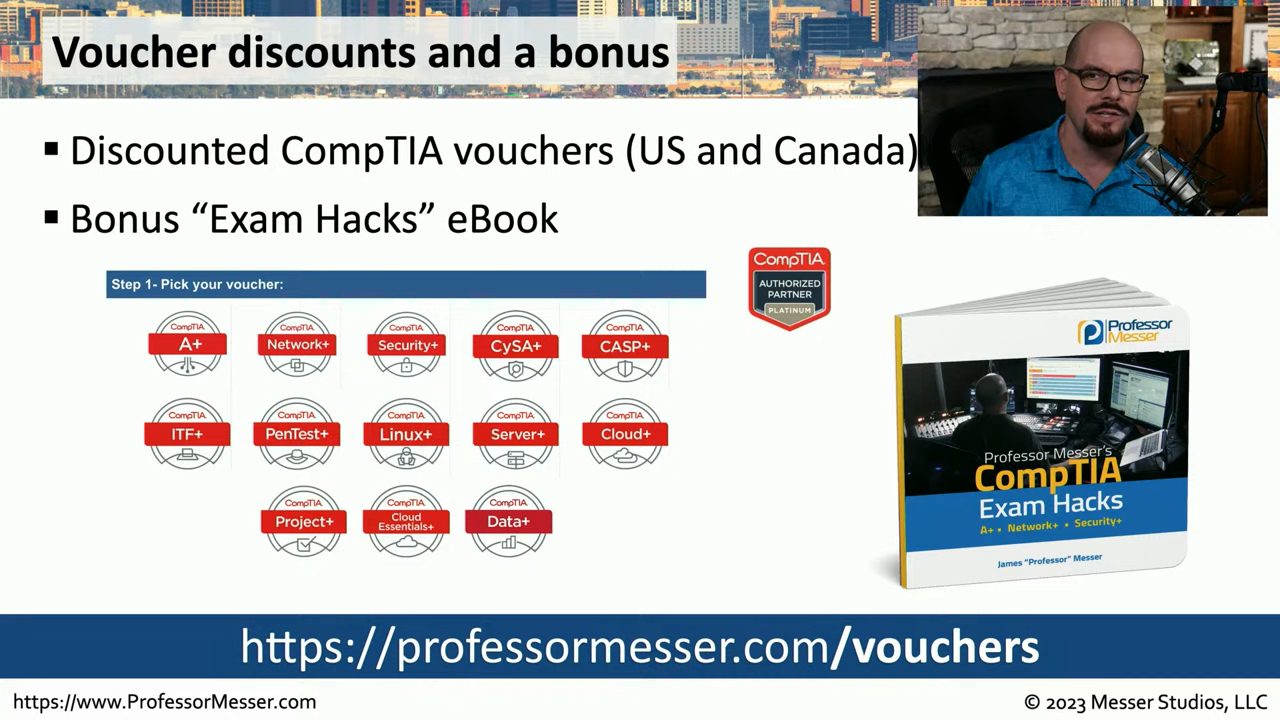 Voucher discounts and a bonus
▪ Discounted CompTIA vouchers (US and Canada)
▪ Bonus “Exam Hacks” eBook
Step 1- Pick your voucher:
CompTIA
A+
CompTIA
Network+
CompTIA
Security+
CompTIA
CySA+
CompTIA
CASP+
CompTIA
ITF+
CompTIA
PenTest+
CompTIA
Linux+
CompTIA
Server+
CompTIA
Cloud+
CompTIA
Project+
CompTIA
Cloud
Essentials+
CompTIA
Data+
CompTIA.
AUTHORIZED
PARTNER
PLATINUM
Professor
Messer
Professor Messer's
CompTIA
Exam Hacks
A+ • Network+ • Security+
James “Professor” Messer
https://professormesser.com/vouchers
https://www.ProfessorMesser.com
© 2023 Messer Studios, LLC